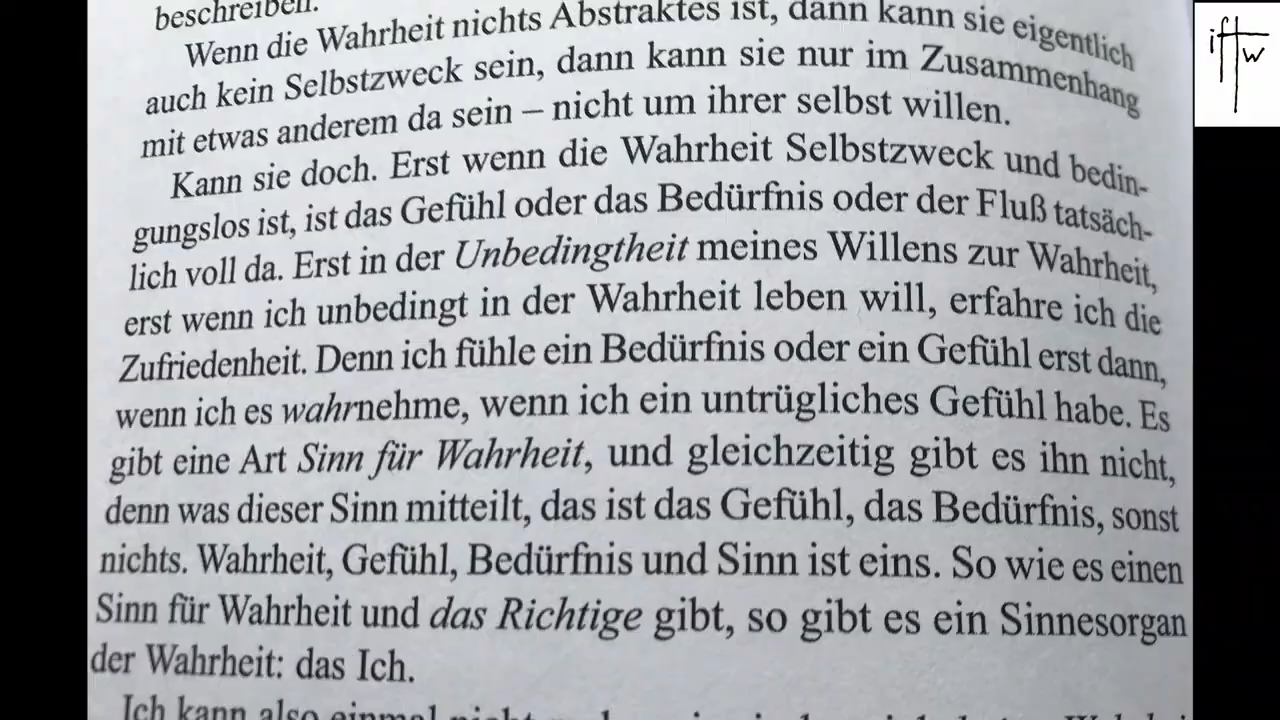 beschreiben.
Wenn die Wahrheit nichts Abstraktes ist, dann kann sie eigentlich
auch kein Selbstzweck sein, dann kann sie nur im Zusammenhang
mit etwas anderem da sein – nicht um ihrer selbst willen.
Kann sie doch. Erst wenn die Wahrheit Selbstzweck und bedin-
gungslos ist, ist das Gefühl oder das Bedürfnis oder der Fluß tatsäch-
lich voll da. Erst in der Unbedingtheit meines Willens zur Wahrheit,
erst wenn ich unbedingt in der Wahrheit leben will, erfahre ich die
Zufriedenheit. Denn ich fühle ein Bedürfnis oder ein Gefühl erst dann,
wenn ich es wahrnehme, wenn ich ein untrügliches Gefühl habe. Es
gibt eine Art Sinn für Wahrheit, und gleichzeitig gibt es ihn nicht,
denn was dieser Sinn mitteilt, das ist das Gefühl, das Bedürfnis, sonst
nichts. Wahrheit, Gefühl, Bedürfnis und Sinn ist eins. So wie es einen
Sinn für Wahrheit und das Richtige gibt, so gibt es ein Sinnesorgan
der Wahrheit: das Ich.
Ich kann also einmal nicht
iftw